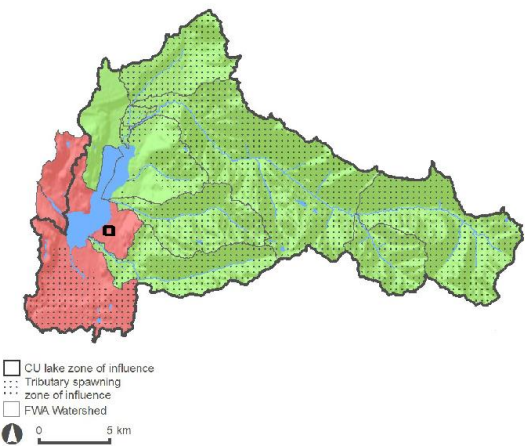 CU lake zone of influence
Tributary spawning
zone of influence
FWA Watershed
0 5 km